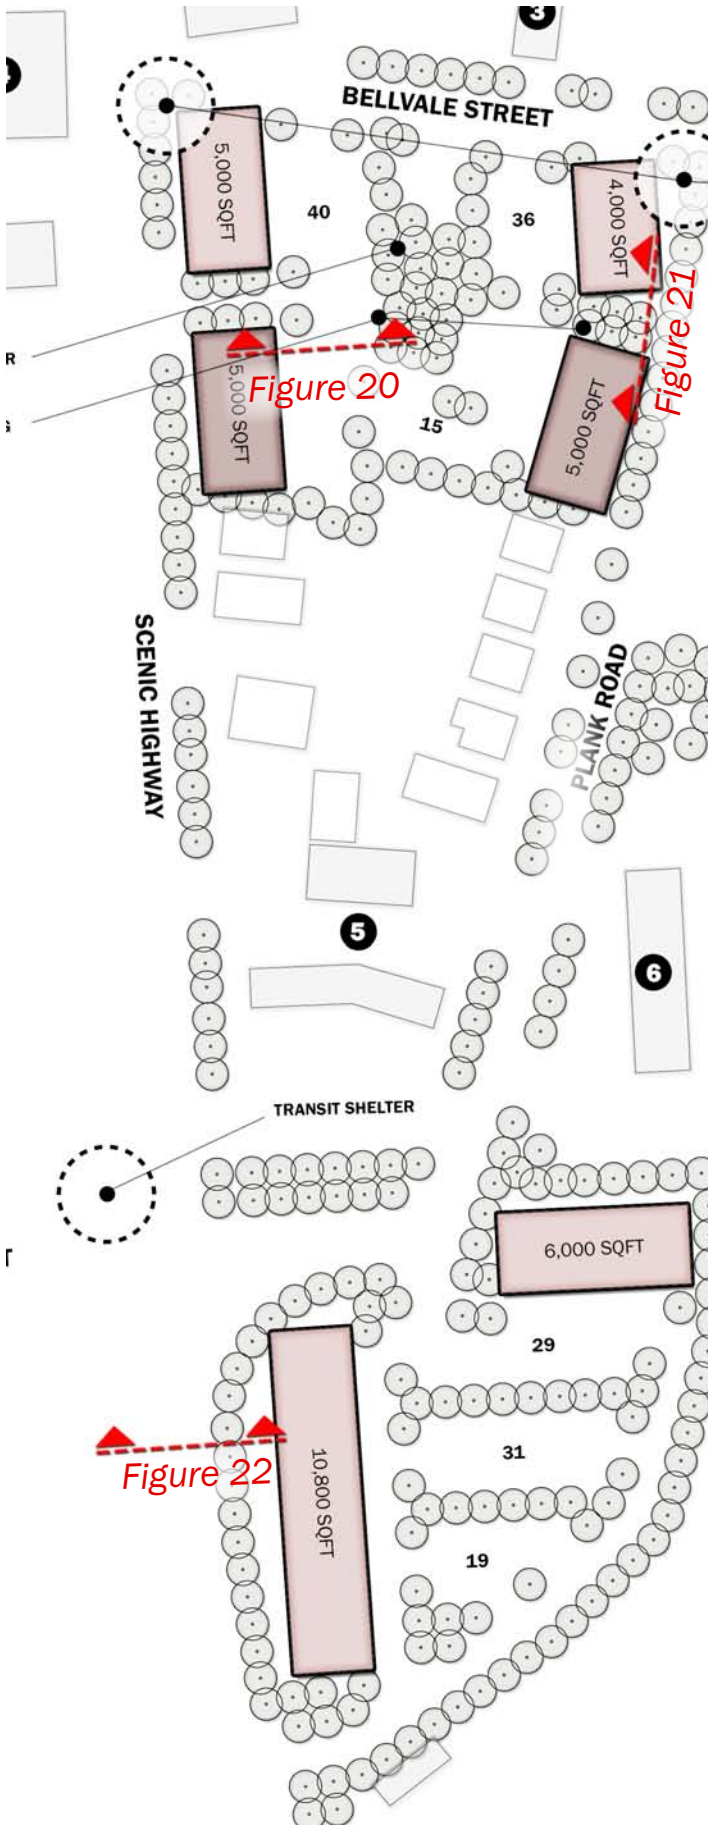 3
4
BELLVALE STREET
5,000 SQFT
4,000 SQFT
40
36
R
G
Figure 21
Figure 20
5,000 SQFT
5,000 SQFT
15
SCENIC HIGHWAY
PLANK ROAD
5
6
TRANSIT SHELTER
T
6,000 SQFT
29
Figure 22
10,800 SQFT
31
19